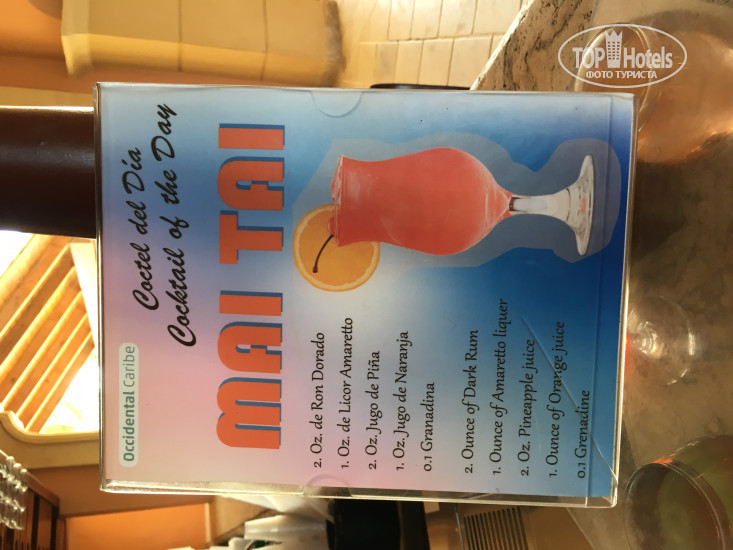 TOP Hotels
ФОТО ТУРИСТА
Occidental Caribe
Coctel del Día
Cocktail of the Day
MAI TAI
2. Oz. de Ron Dorado
1. Oz. de Licor Amaretto
2. Oz. Jugo de Piña
1. Oz. Jugo de Naranja
0.1 Granadina
2. Ounce of Dark Rum
1. Ounce of Amaretto liquer
2. Oz. Pineapple juice
1. Ounce of Orange juice
0.1 Grenadine